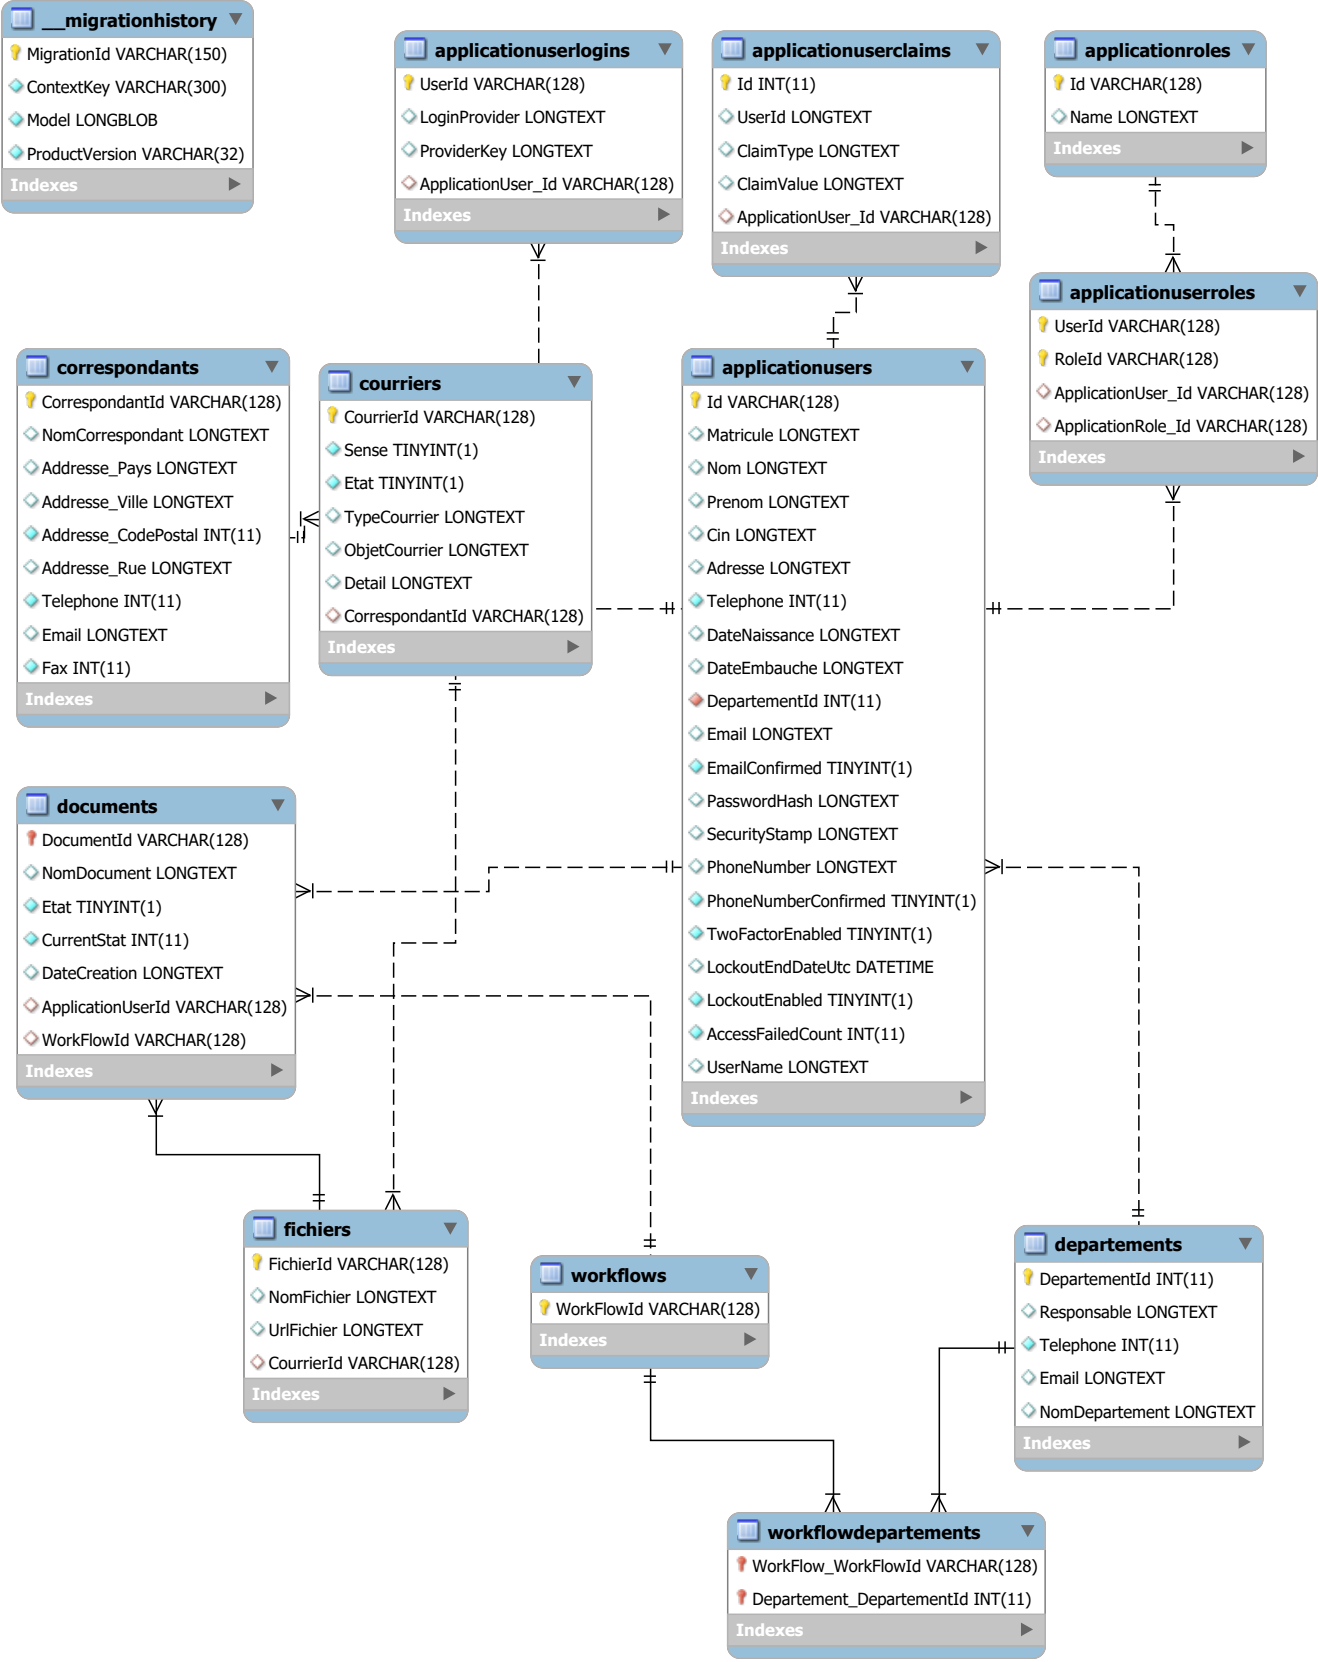 __migrationhistory
MigrationId VARCHAR(150)
ContextKey VARCHAR(300)
Model LONGBLOB
ProductVersion VARCHAR(32)
Indexes
applicationuserlogins
UserId VARCHAR(128)
LoginProvider LONGTEXT
ProviderKey LONGTEXT
ApplicationUser_Id VARCHAR(128)
Indexes
applicationuserclaims
Id INT(11)
UserId LONGTEXT
ClaimType LONGTEXT
ClaimValue LONGTEXT
ApplicationUser_Id VARCHAR(128)
Indexes
applicationroles
Id VARCHAR(128)
Name LONGTEXT
Indexes
applicationuserroles
UserId VARCHAR(128)
RoleId VARCHAR(128)
ApplicationUser_Id VARCHAR(128)
ApplicationRole_Id VARCHAR(128)
Indexes
correspondants
CorrespondantId VARCHAR(128)
NomCorrespondant LONGTEXT
Addresse_Pays LONGTEXT
Addresse_Ville LONGTEXT
Addresse_CodePostal INT(11)
Addresse_Rue LONGTEXT
Telephone INT(11)
Email LONGTEXT
Fax INT(11)
Indexes
courriers
CourrierId VARCHAR(128)
Sense TINYINT(1)
Etat TINYINT(1)
TypeCourrier LONGTEXT
ObjetCourrier LONGTEXT
Detail LONGTEXT
CorrespondantId VARCHAR(128)
Indexes
applicationusers
Id VARCHAR(128)
Matricule LONGTEXT
Nom LONGTEXT
Prenom LONGTEXT
Cin LONGTEXT
Adresse LONGTEXT
Telephone INT(11)
DateNaissance LONGTEXT
DateEmbauche LONGTEXT
DepartementId INT(11)
Email LONGTEXT
EmailConfirmed TINYINT(1)
PasswordHash LONGTEXT
SecurityStamp LONGTEXT
PhoneNumber LONGTEXT
PhoneNumberConfirmed TINYINT(1)
TwoFactorEnabled TINYINT(1)
LockoutEndDateUtc DATETIME
LockoutEnabled TINYINT(1)
AccessFailedCount INT(11)
UserName LONGTEXT
Indexes
documents
DocumentId VARCHAR(128)
NomDocument LONGTEXT
Etat TINYINT(1)
CurrentStat INT(11)
DateCreation LONGTEXT
ApplicationUserId VARCHAR(128)
WorkFlowId VARCHAR(128)
Indexes
fichiers
FichierId VARCHAR(128)
NomFichier LONGTEXT
UrlFichier LONGTEXT
CourrierId VARCHAR(128)
Indexes
workflows
WorkFlowId VARCHAR(128)
Indexes
departements
DepartementId INT(11)
Responsable LONGTEXT
Telephone INT(11)
Email LONGTEXT
NomDepartement LONGTEXT
Indexes
workflowdepartements
WorkFlow_WorkFlowId VARCHAR(128)
Departement_DepartementId INT(11)
Indexes